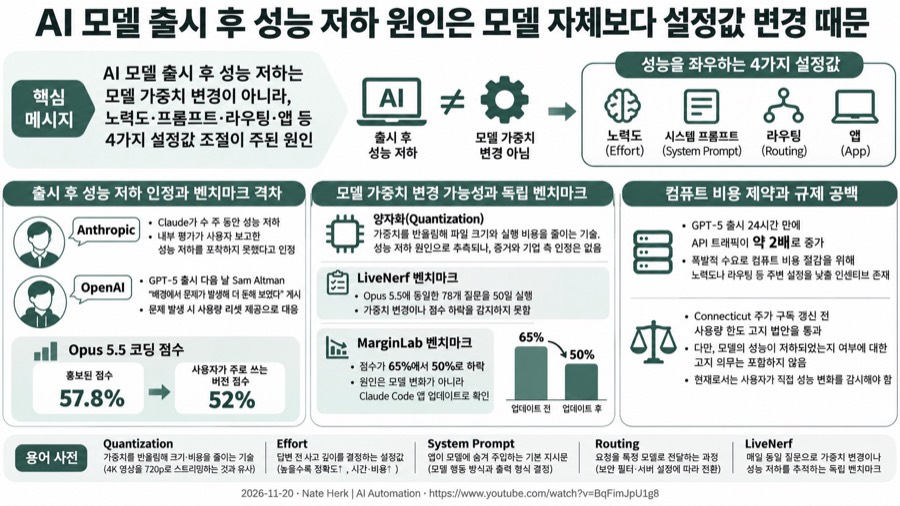 AI 모델 출시 후 성능 저하 원인은 모델 자체보다 설정값 변경 때문
핵심
메시지
AI 모델 출시 후 성능 저하는
모델 가중치 변경이 아니라,
노력도·프롬프트·라우팅·앱 등
4가지 설정값 조절이 주된 원인
AI
≠
출시 후
성능 저하
모델 가중치
변경 아님
성능을 좌우하는 4가지 설정값
노력도
(Effort)
시스템 프롬프트
(System Prompt)
라우팅
(Routing)
앱
(App)
출시 후 성능 저하 인정과 벤치마크 격차
Anthropic
• Claude가 수 주 동안 성능 저하
• 내부 평가가 사용자 보고한
성능 저하를 포착하지 못했다고 인정
OpenAI
• GPT-5 출시 다음 날 Sam Altman
"배경에서 문제가 발생해 더 둔해 보였다" 게시
• 문제 발생 시 사용량 리셋 제공으로 대응
Opus 5.5 코딩 점수
홍보된 점수
57.8%
사용자가 주로 쓰는
버전 점수
52%
모델 가중치 변경 가능성과 독립 벤치마크
양자화(Quantization)
가중치를 반올림해 파일 크기와 실행 비용을 줄이는 기술.
성능 저하 원인으로 추측되나, 증거와 기업 측 인정은 없음
LiveNerf 벤치마크
• Opus 5.5에 동일한 78개 질문을 50일 실행
• 가중치 변경이나 점수 하락을 감지하지 못함
MarginLab 벤치마크
• 점수가 65%에서 50%로 하락
• 원인은 모델 변화가 아니라
Claude Code 앱 업데이트로 확인
65%
50%
업데이트 전
업데이트 후
컴퓨트 비용 제약과 규제 공백
• GPT-5 출시 24시간 만에
API 트래픽이 약 2배로 증가
• 폭발적 수요로 컴퓨트 비용 절감을 위해
노력도나 라우팅 등 주변 설정을 낮출 인센티브 존재
• Connecticut 주가 구독 갱신 전
사용량 한도 고지 법안을 통과
• 다만, 모델의 성능이 저하되었는지 여부에 대한
고지 의무는 포함하지 않음
• 현재로서는 사용자가 직접 성능 변화를 감시해야 함
용어 사전
Quantization
가중치를 반올림해 크기·비용을 줄이는 기술
(4K 영상을 720p로 스트리밍하는 것과 유사)
Effort
답변 전 사고 깊이를 결정하는 설정값
(높을수록 정확도↑, 시간·비용↑)
System Prompt
앱이 모델에 숨겨 주입하는 기본 지시문
(모델 행동 방식과 출력 형식 결정)
Routing
요청을 특정 모델로 전달하는 과정
(보안 필터·서버 설정에 따라 전환)
LiveNerf
매일 동일 질문으로 가중치 변경이나
성능 저하를 추적하는 독립 벤치마크
2026-11-20 · Nate Herk | AI Automation · https://www.youtube.com/watch?v=BqFimJpU1g8